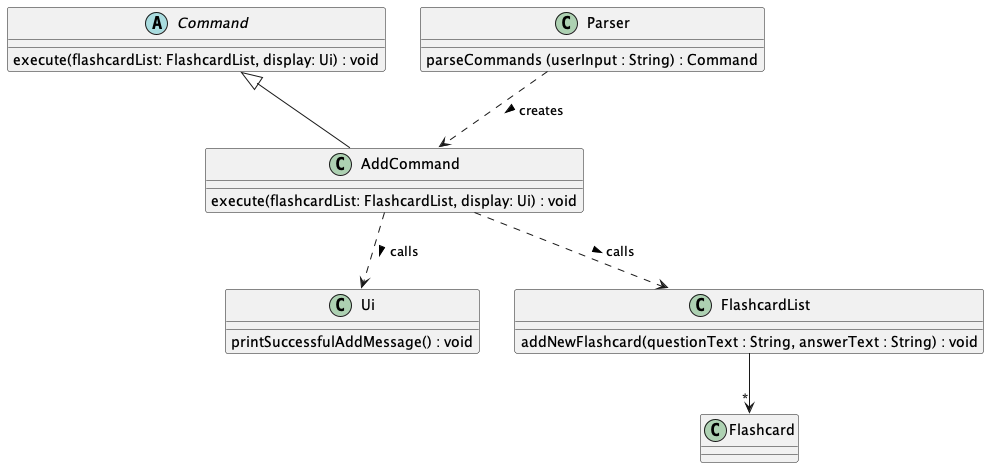 A Command
execute(flashcardList: FlashcardList, display: Ui) : void
C Parser
parseCommands (userInput : String) : Command
creates
C AddCommand
execute(flashcardList: FlashcardList, display: Ui) : void
calls
calls
C Ui
printSuccessfulAddMessage() : void
C FlashcardList
addNewFlashcard(questionText : String, answerText : String) : void
*
C Flashcard